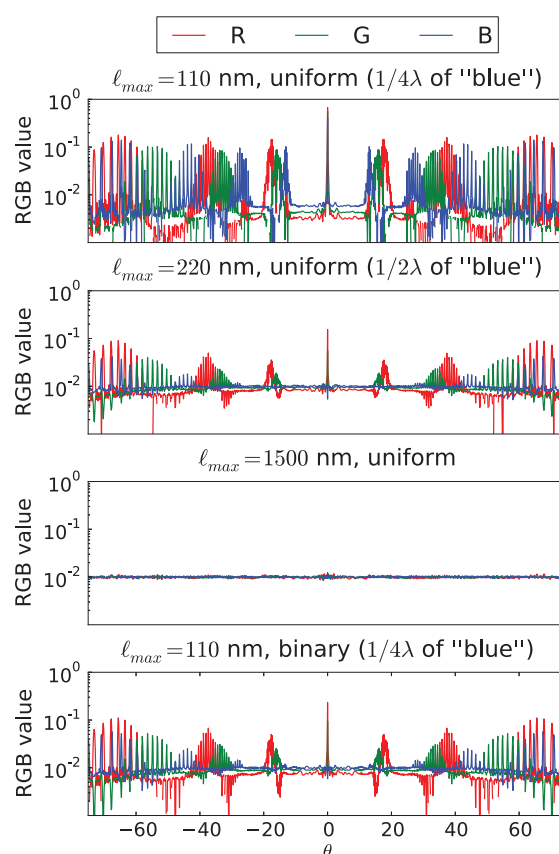 R G B
ℓmax=110 nm, uniform (1/4λ of "blue")
10^0
10^-1
10^-2
RGB value
ℓmax=220 nm, uniform (1/2λ of "blue")
10^0
10^-1
10^-2
RGB value
ℓmax=1500 nm, uniform
10^0
10^-1
10^-2
RGB value
ℓmax=110 nm, binary (1/4λ of "blue")
10^0
10^-1
10^-2
RGB value
−60 −40 −20 0 20 40 60
θ